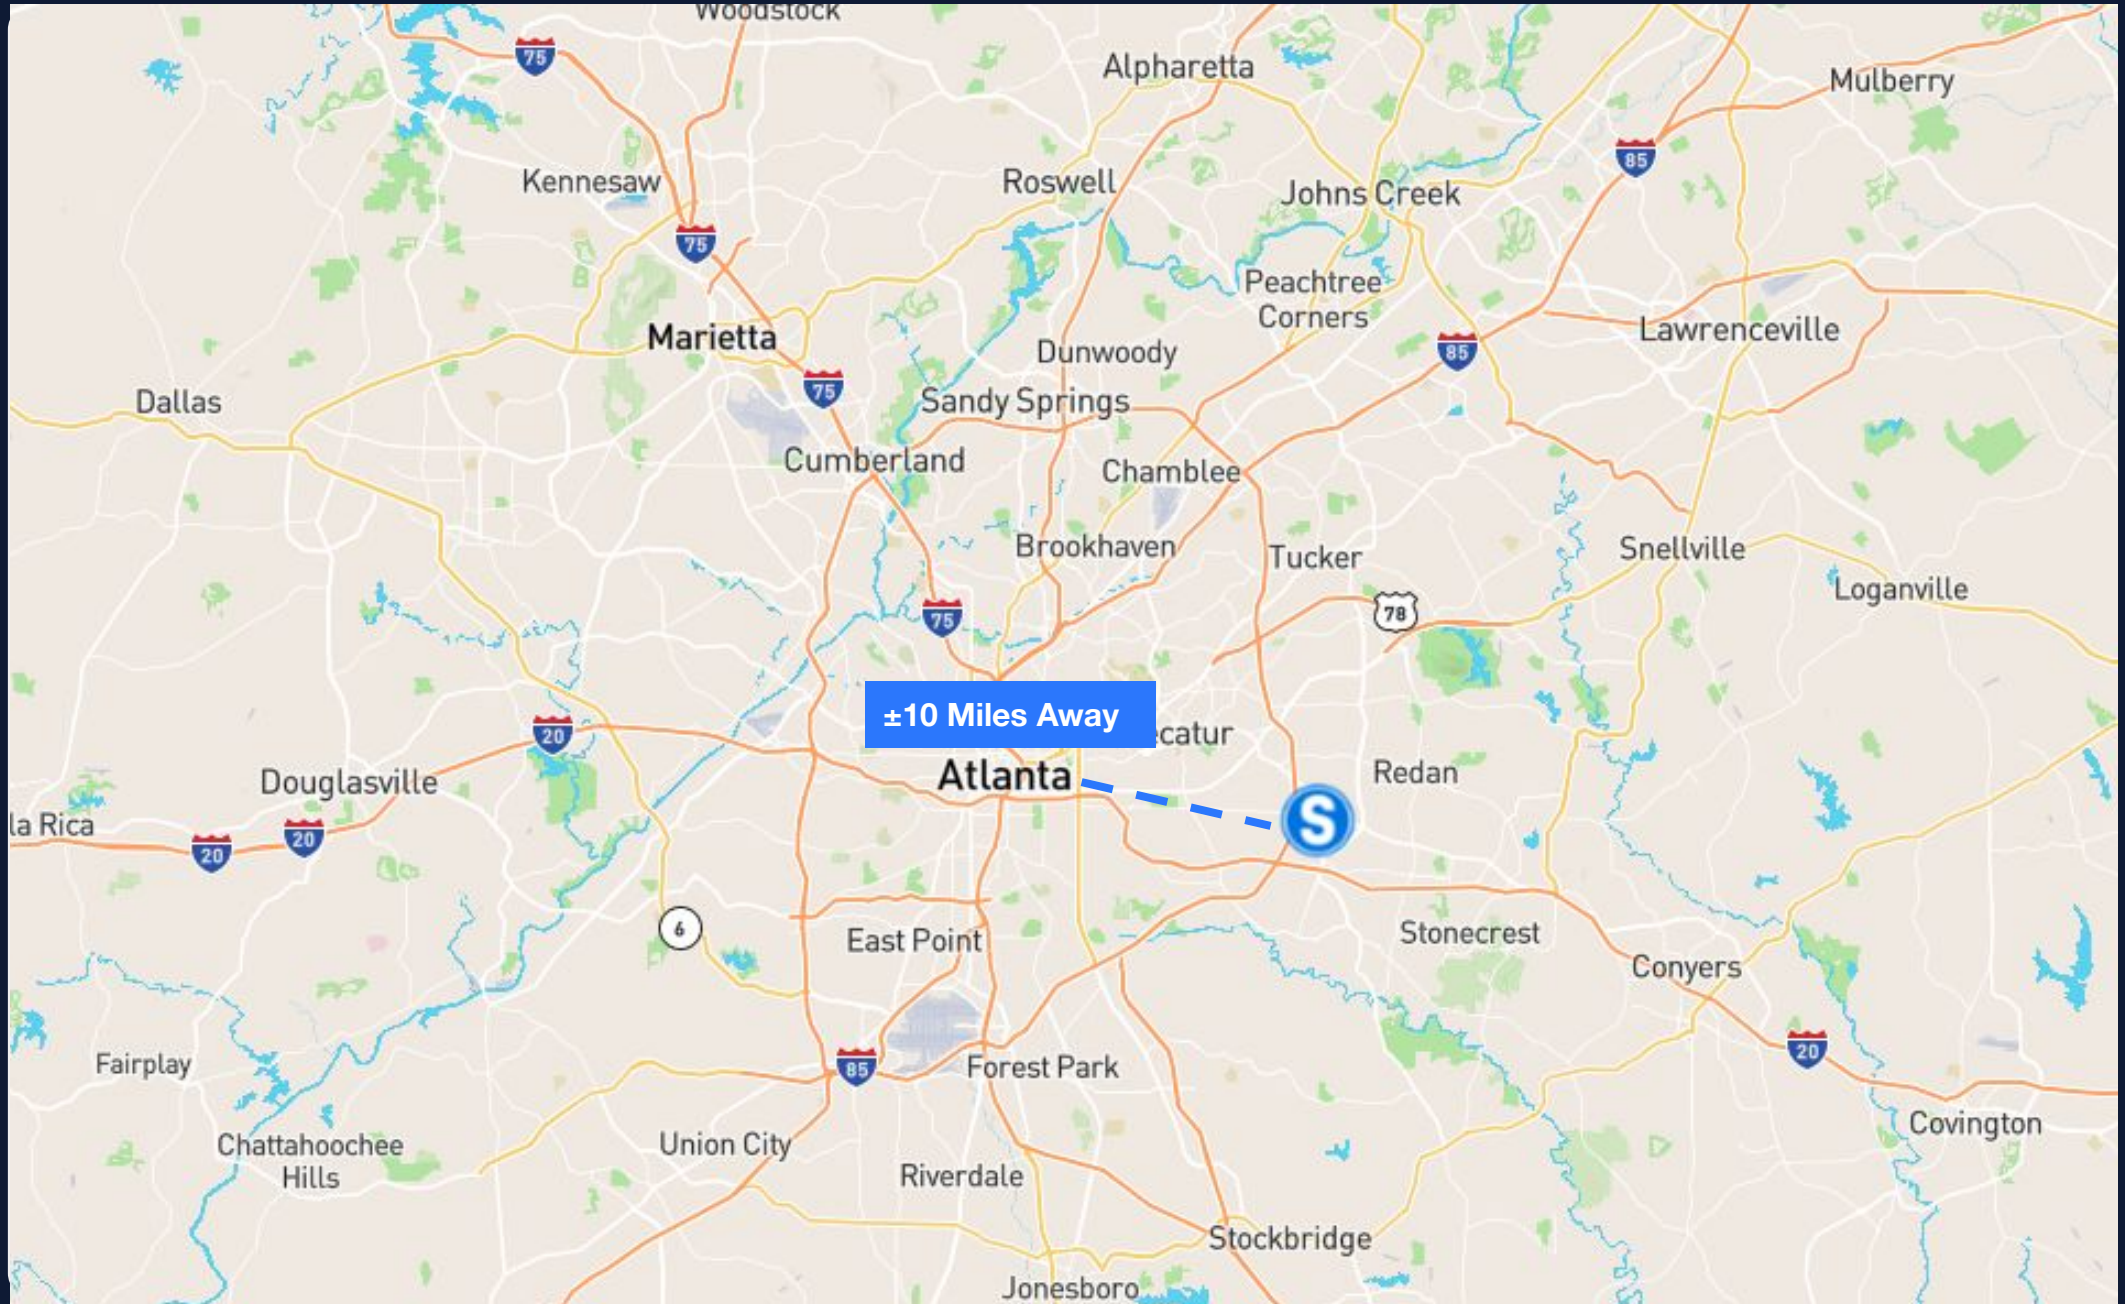 Woodstock
75
Alpharetta
Mulberry
85
Kennesaw
Roswell
Johns Creek
75
Peachtree
Corners
Marietta
Dunwoody
85
Lawrenceville
75
Dallas
Sandy Springs
Cumberland
Chamblee
Brookhaven
Tucker
Snellville
Loganville
75
78
±10 Miles Away
ecatur
20
Atlanta
Redan
Douglasville
S
la Rica
20
20
6
East Point
Stonecrest
Conyers
20
Fairplay
85
Forest Park
Covington
Chattahoochee
Hills
Union City
Riverdale
Stockbridge
Jonesboro